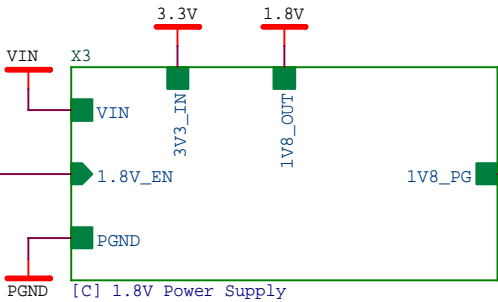 3.3V 1.8V
VIN X3
VIN
3V3_IN
1V8_OUT
1.8V_EN
1V8_PG
PGND
PGND [C] 1.8V Power Supply